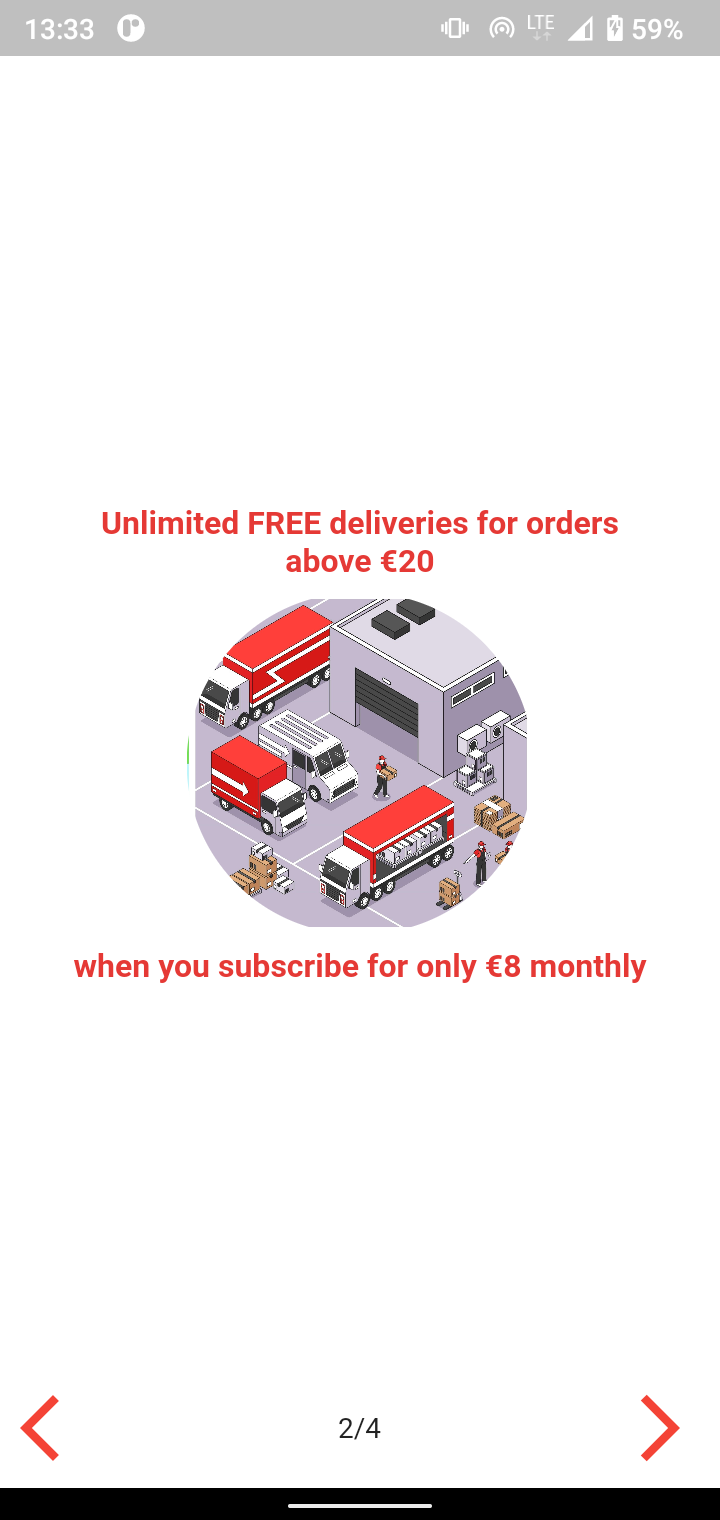 13:33
LTE
59%
Unlimited FREE deliveries for orders
above €20
when you subscribe for only €8 monthly
2/4